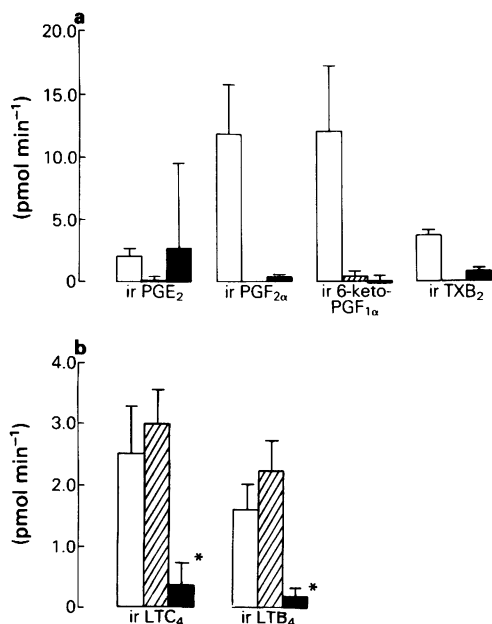 a
20.0
15.0
10.0
5.0
0
(pmol min⁻¹)
ir PGE₂
ir PGF₂α
ir 6-keto-
PGF₁α
ir TXB₂
b
4.0
3.0
2.0
1.0
0
(pmol min⁻¹)
*
*
ir LTC₄
ir LTB₄